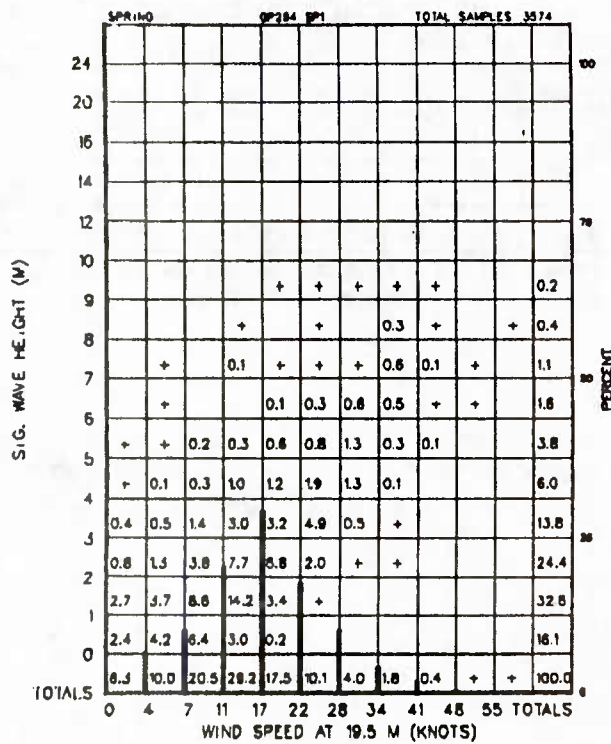 SPRING GP284 SP1 TOTAL SAMPLES 3574
24 100
20
16
14
12 75
10
9 + + + + + 0.2
8 + + 0.3 + + 0.4
7 + 0.1 + + + 0.6 0.1 + 1.1
6 + 0.1 0.3 0.6 0.5 + + 1.6
5 + + 0.2 0.3 0.6 0.8 1.3 0.3 0.1 3.8
4 + 0.1 0.3 1.0 1.2 1.9 1.3 0.1 6.0
3 0.4 0.5 1.4 3.0 3.2 4.9 0.5 + 13.8 25
2 0.8 1.3 3.8 7.7 8.8 2.0 + + 24.4
1 2.7 3.7 8.8 14.2 3.4 + 32.8
0 2.4 4.2 6.4 3.0 0.2 16.1
TOTALS 6.3 10.0 20.5 29.2 17.5 10.1 4.0 1.8 0.4 + + 100.0
0 4 7 11 17 22 28 34 41 48 55 TOTALS
WIND SPEED AT 19.5 M (KNOTS)
SIG. WAVE HEIGHT (M)
PERCENT